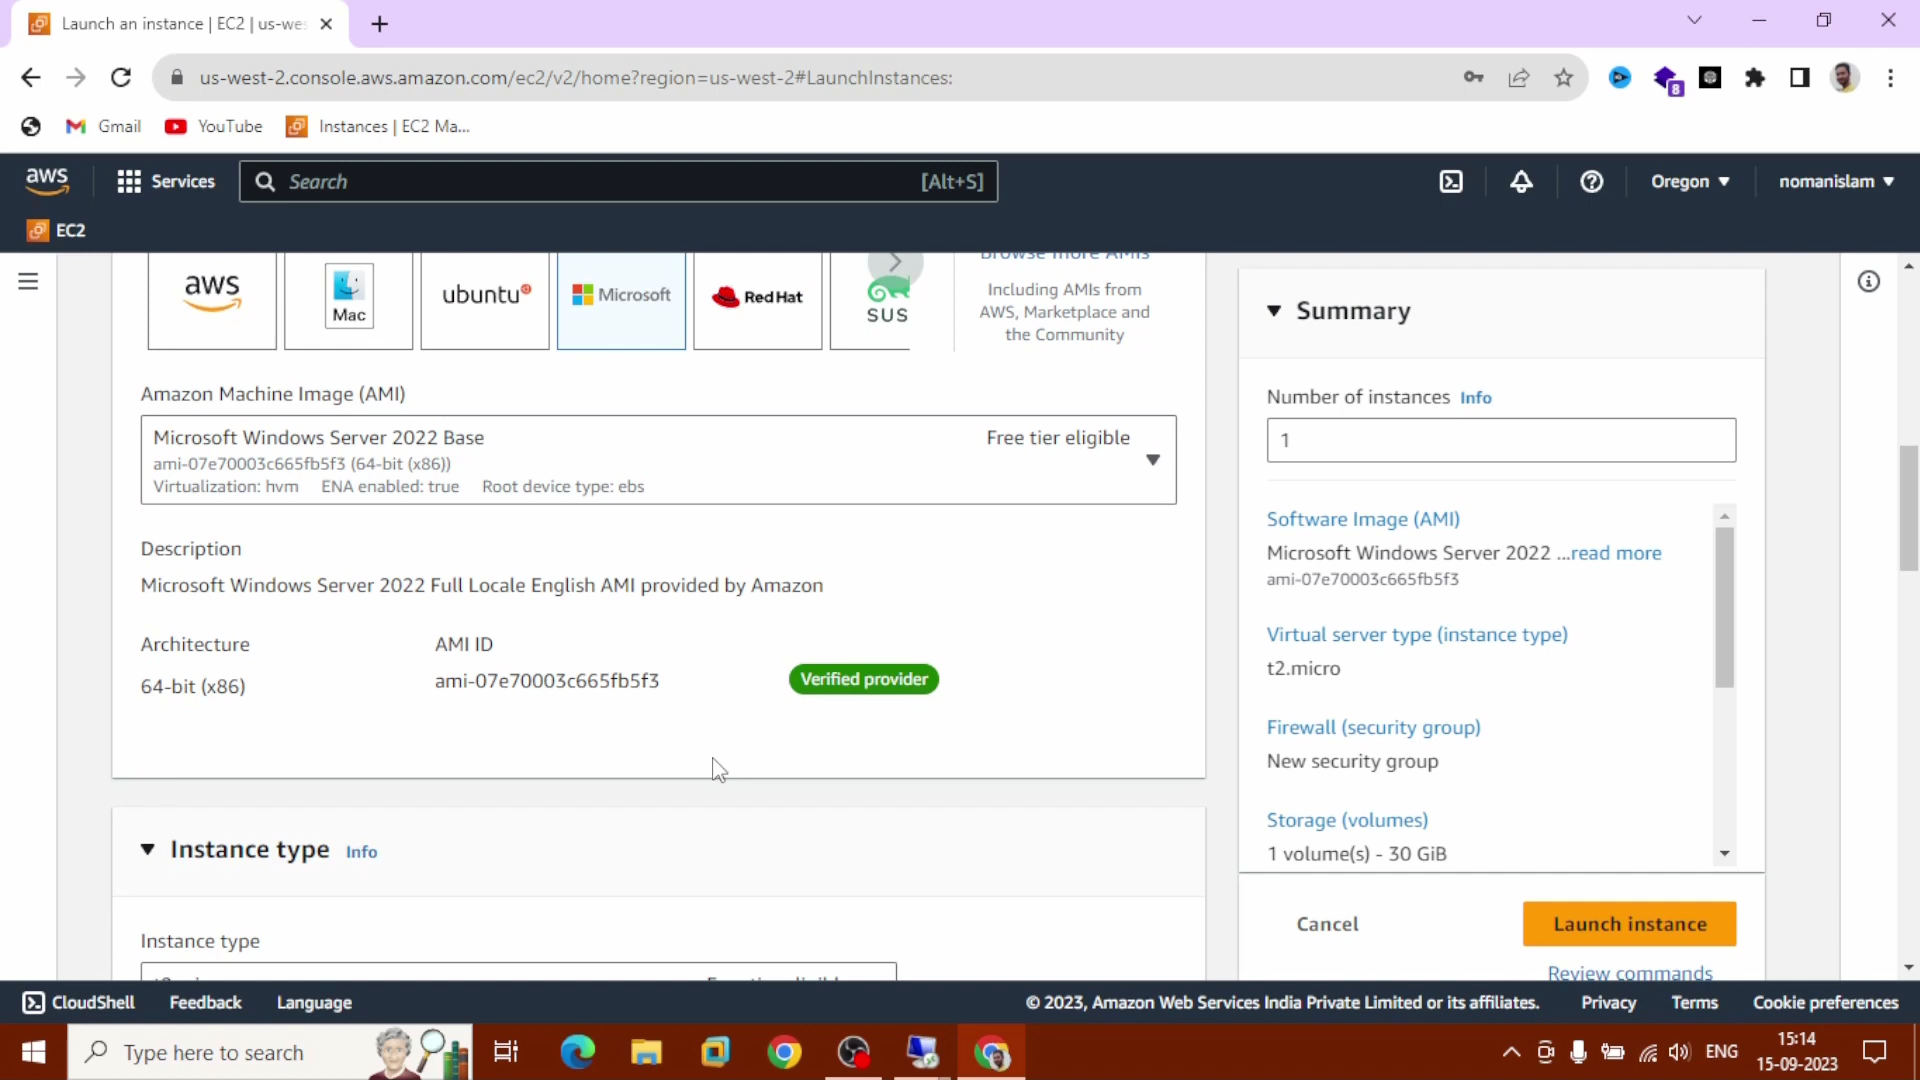 Launch an instance | EC2 | us-wes
us-west-2.console.aws.amazon.com/ec2/v2/home?region=us-west-2#LaunchInstances:
8
Gmail
YouTube
Instances | EC2 Ma...
aws
Services
Search
[Alt+S]
Oregon
nomanislam
EC2
aws
Mac
ubuntu
Microsoft
Red Hat
SUS
Browse more AMIs
Including AMIs from
AWS, Marketplace and
the Community
Amazon Machine Image (AMI)
Microsoft Windows Server 2022 Base
Free tier eligible
ami-07e70003c665fb5f3 (64-bit (x86))
Virtualization: hvm ENA enabled: true Root device type: ebs
Description
Microsoft Windows Server 2022 Full Locale English AMI provided by Amazon
Architecture
AMI ID
64-bit (x86)
ami-07e70003c665fb5f3
Verified provider
Instance type Info
Instance type
Summary
Number of instances Info
1
Software Image (AMI)
Microsoft Windows Server 2022 ...read more
ami-07e70003c665fb5f3
Virtual server type (instance type)
t2.micro
Firewall (security group)
New security group
Storage (volumes)
1 volume(s) - 30 GiB
Cancel
Launch instance
Review commands
CloudShell
Feedback
Language
© 2023, Amazon Web Services India Private Limited or its affiliates.
Privacy
Terms
Cookie preferences
Type here to search
ENG
15:14
15-09-2023